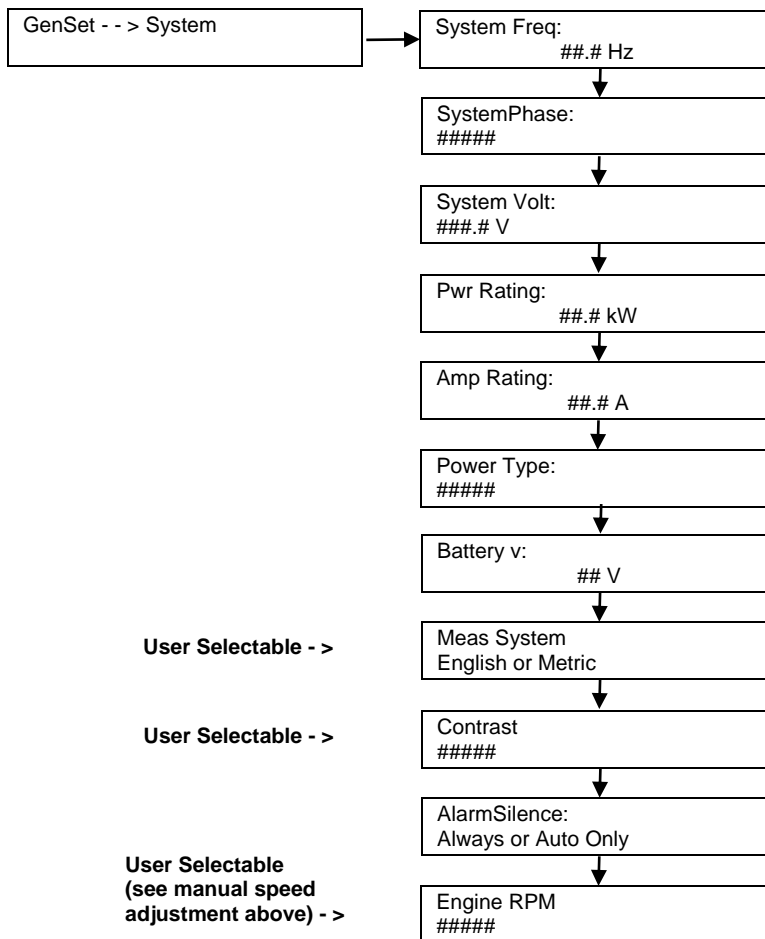 GenSet - - > System
System Freq:
##.# Hz
SystemPhase:
#####
System Volt:
###.# V
Pwr Rating:
##.# kW
Amp Rating:
##.# A
Power Type:
#####
Battery v:
## V
User Selectable - >
Meas System
English or Metric
User Selectable - >
Contrast
#####
AlarmSilence:
Always or Auto Only
User Selectable
(see manual speed
adjustment above) - >
Engine RPM
#####